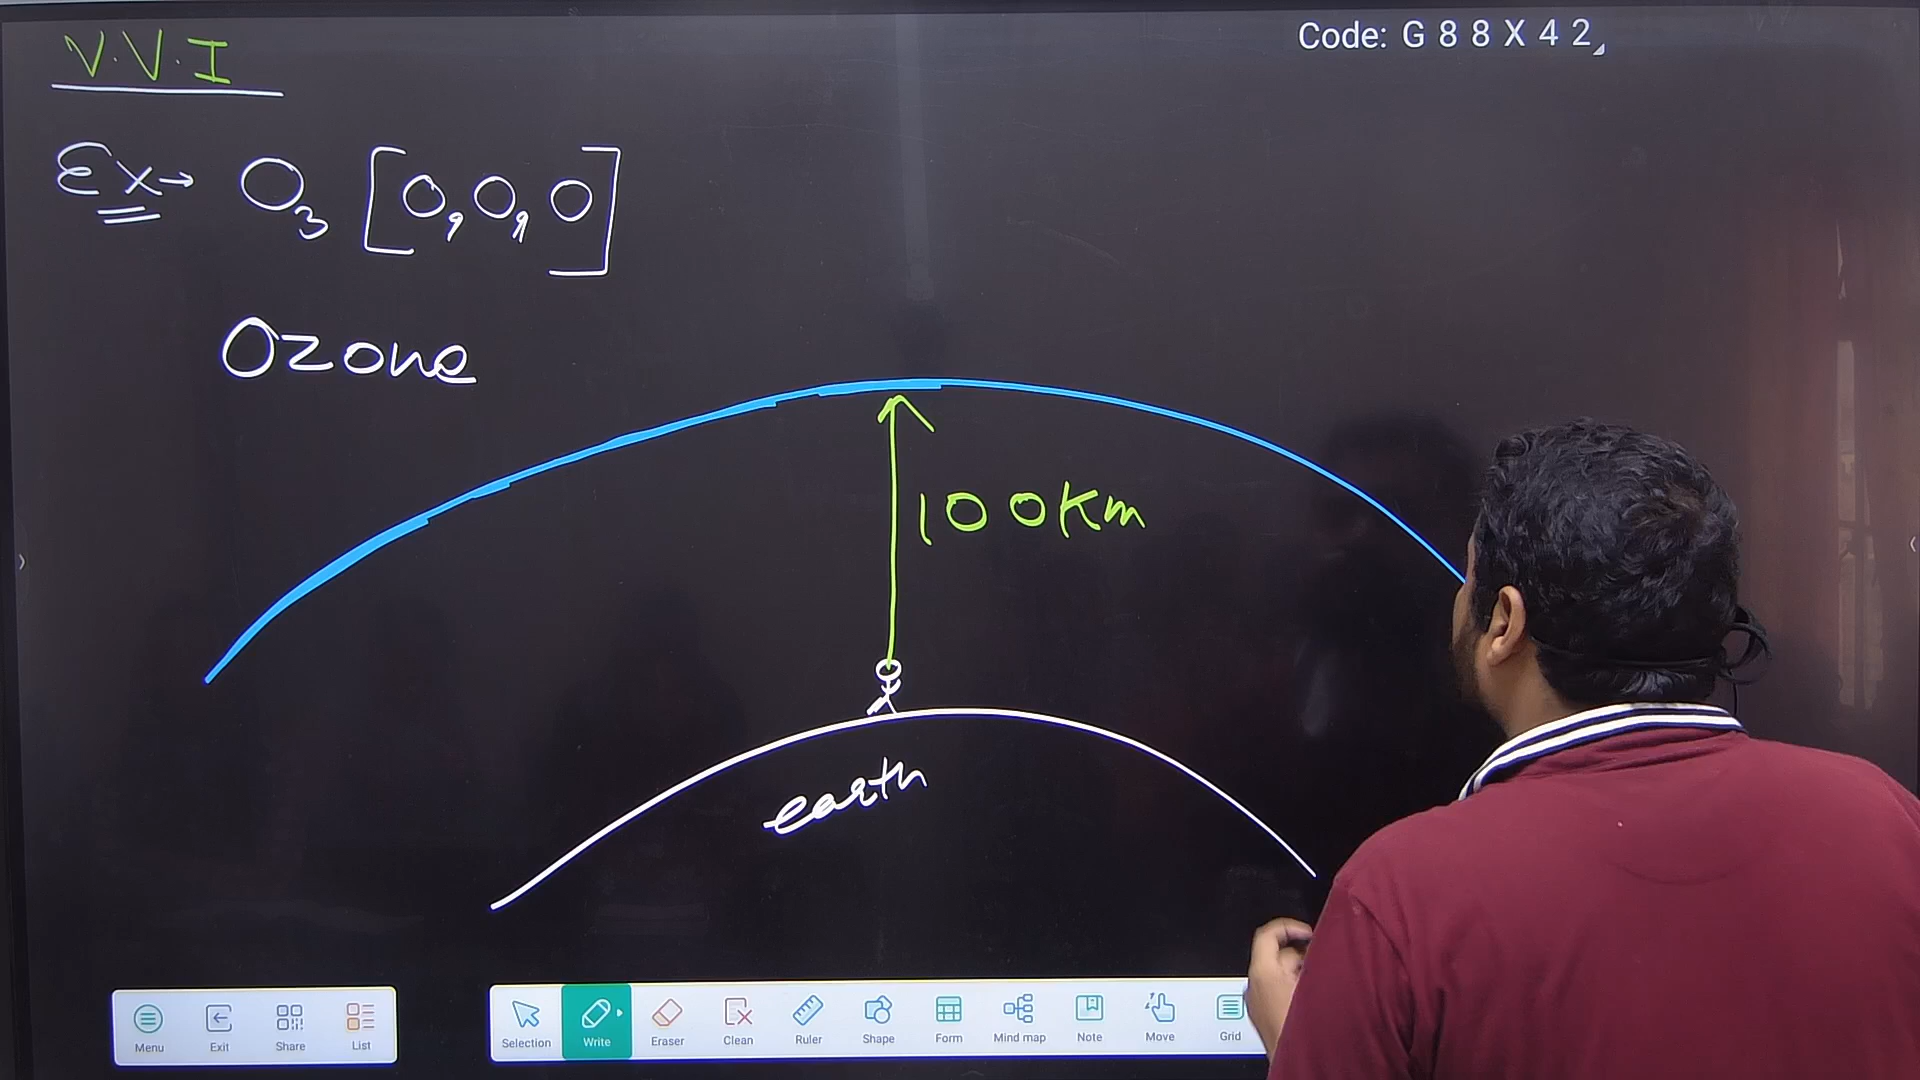 V.V.I
Code: G 8 8 X 4 2
Ex→ O₃ [O, O, O]
Ozone
100Km
earth
Menu Exit Share List
Selection Write Eraser Clean Ruler Shape Form Mind map Note Move Grid